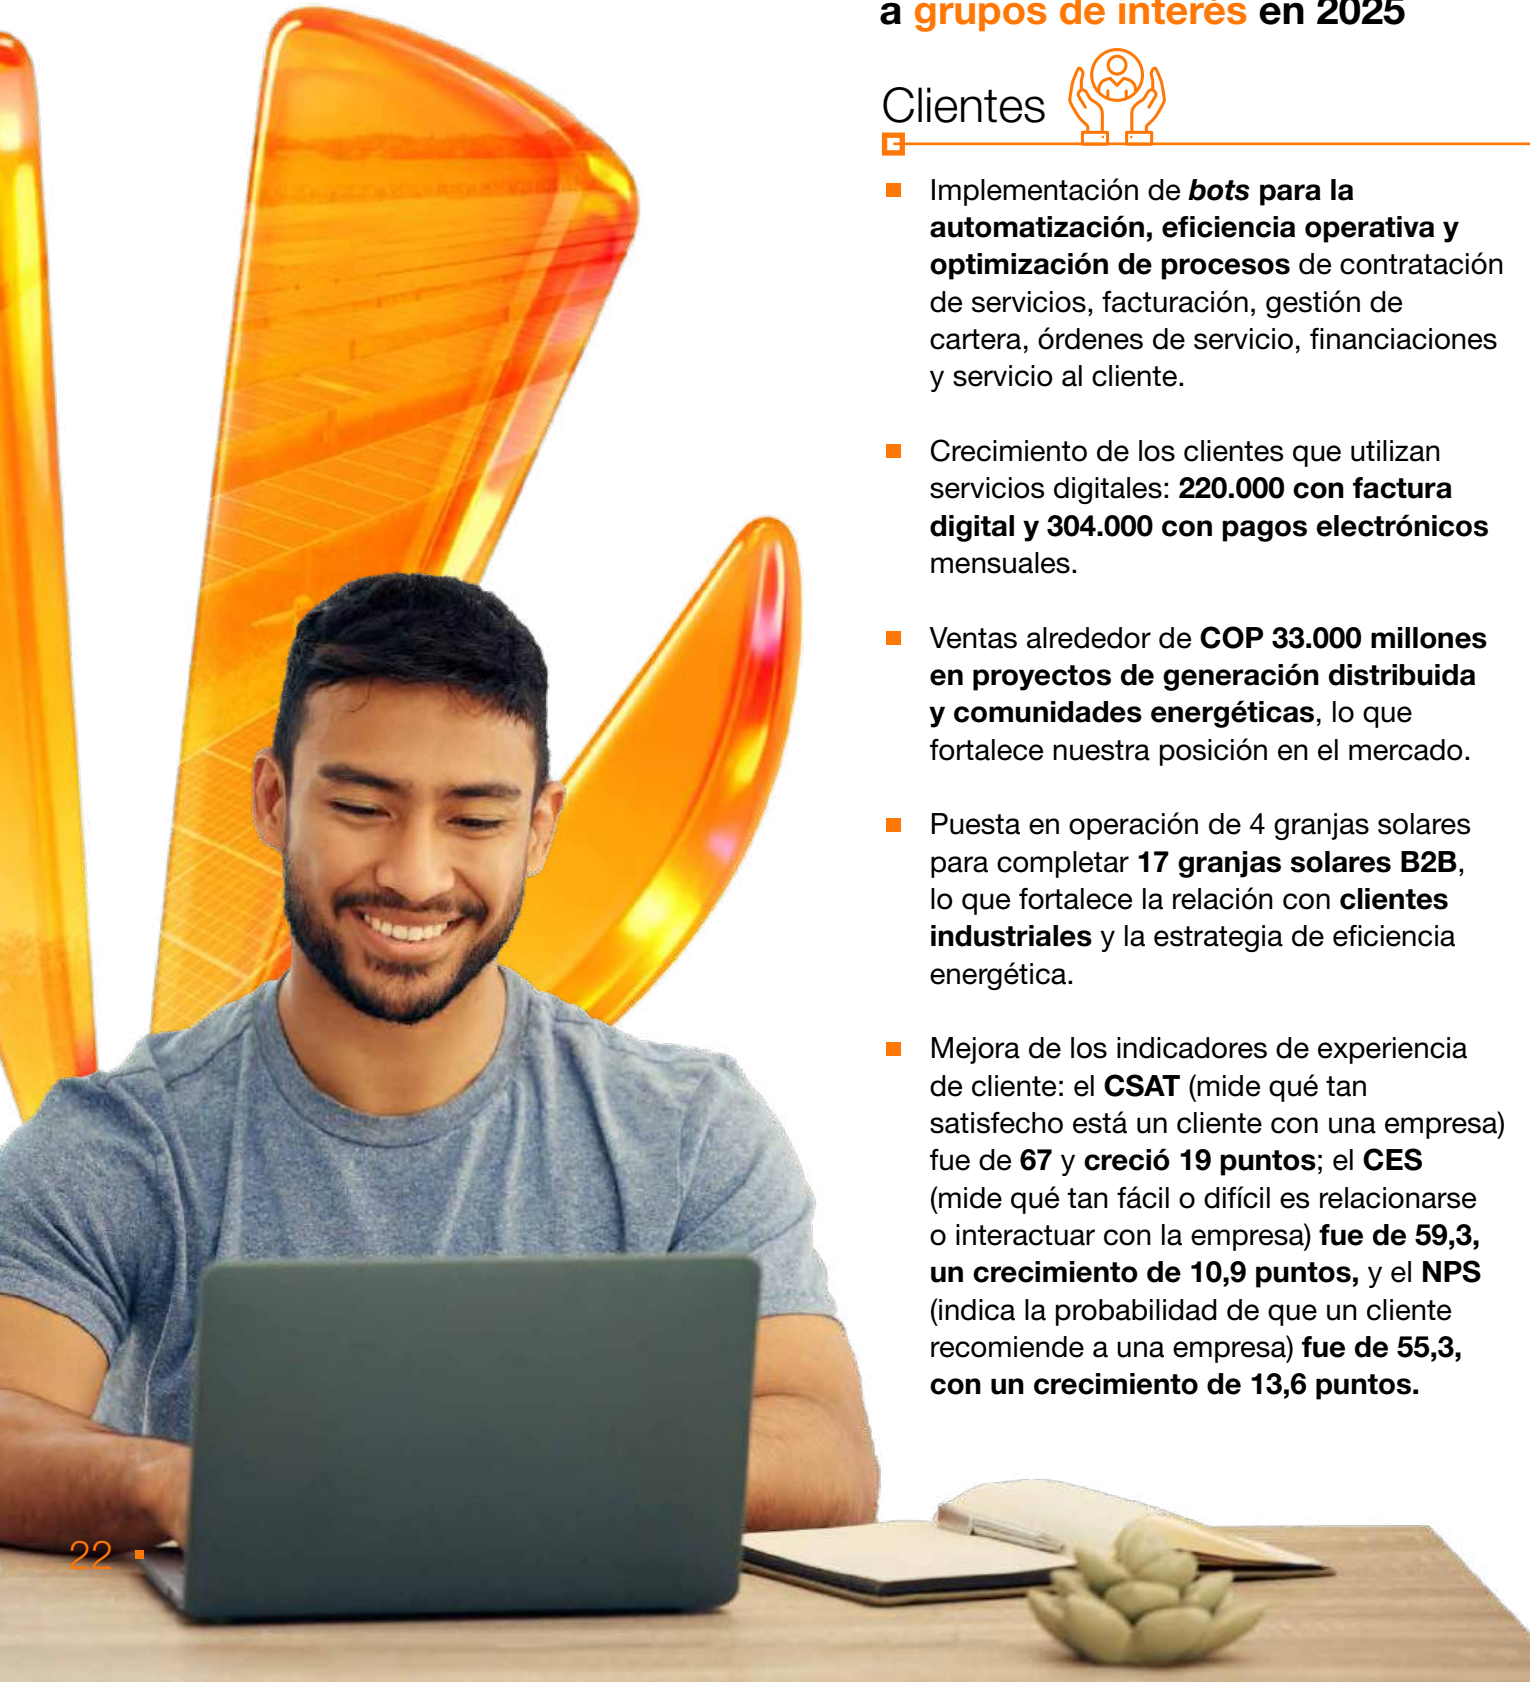 a grupos de interés en 2025
Clientes
Implementación de bots para la
automatización, eficiencia operativa y
optimización de procesos de contratación
de servicios, facturación, gestión de
cartera, órdenes de servicio, financiaciones
y servicio al cliente.
Crecimiento de los clientes que utilizan
servicios digitales: 220.000 con factura
digital y 304.000 con pagos electrónicos
mensuales.
Ventas alrededor de COP 33.000 millones
en proyectos de generación distribuida
y comunidades energéticas, lo que
fortalece nuestra posición en el mercado.
Puesta en operación de 4 granjas solares
para completar 17 granjas solares B2B,
lo que fortalece la relación con clientes
industriales y la estrategia de eficiencia
energética.
Mejora de los indicadores de experiencia
de cliente: el CSAT (mide qué tan
satisfecho está un cliente con una empresa)
fue de 67 y creció 19 puntos; el CES
(mide qué tan fácil o difícil es relacionarse
o interactuar con la empresa) fue de 59,3,
un crecimiento de 10,9 puntos, y el NPS
(indica la probabilidad de que un cliente
recomiende a una empresa) fue de 55,3,
con un crecimiento de 13,6 puntos.
22